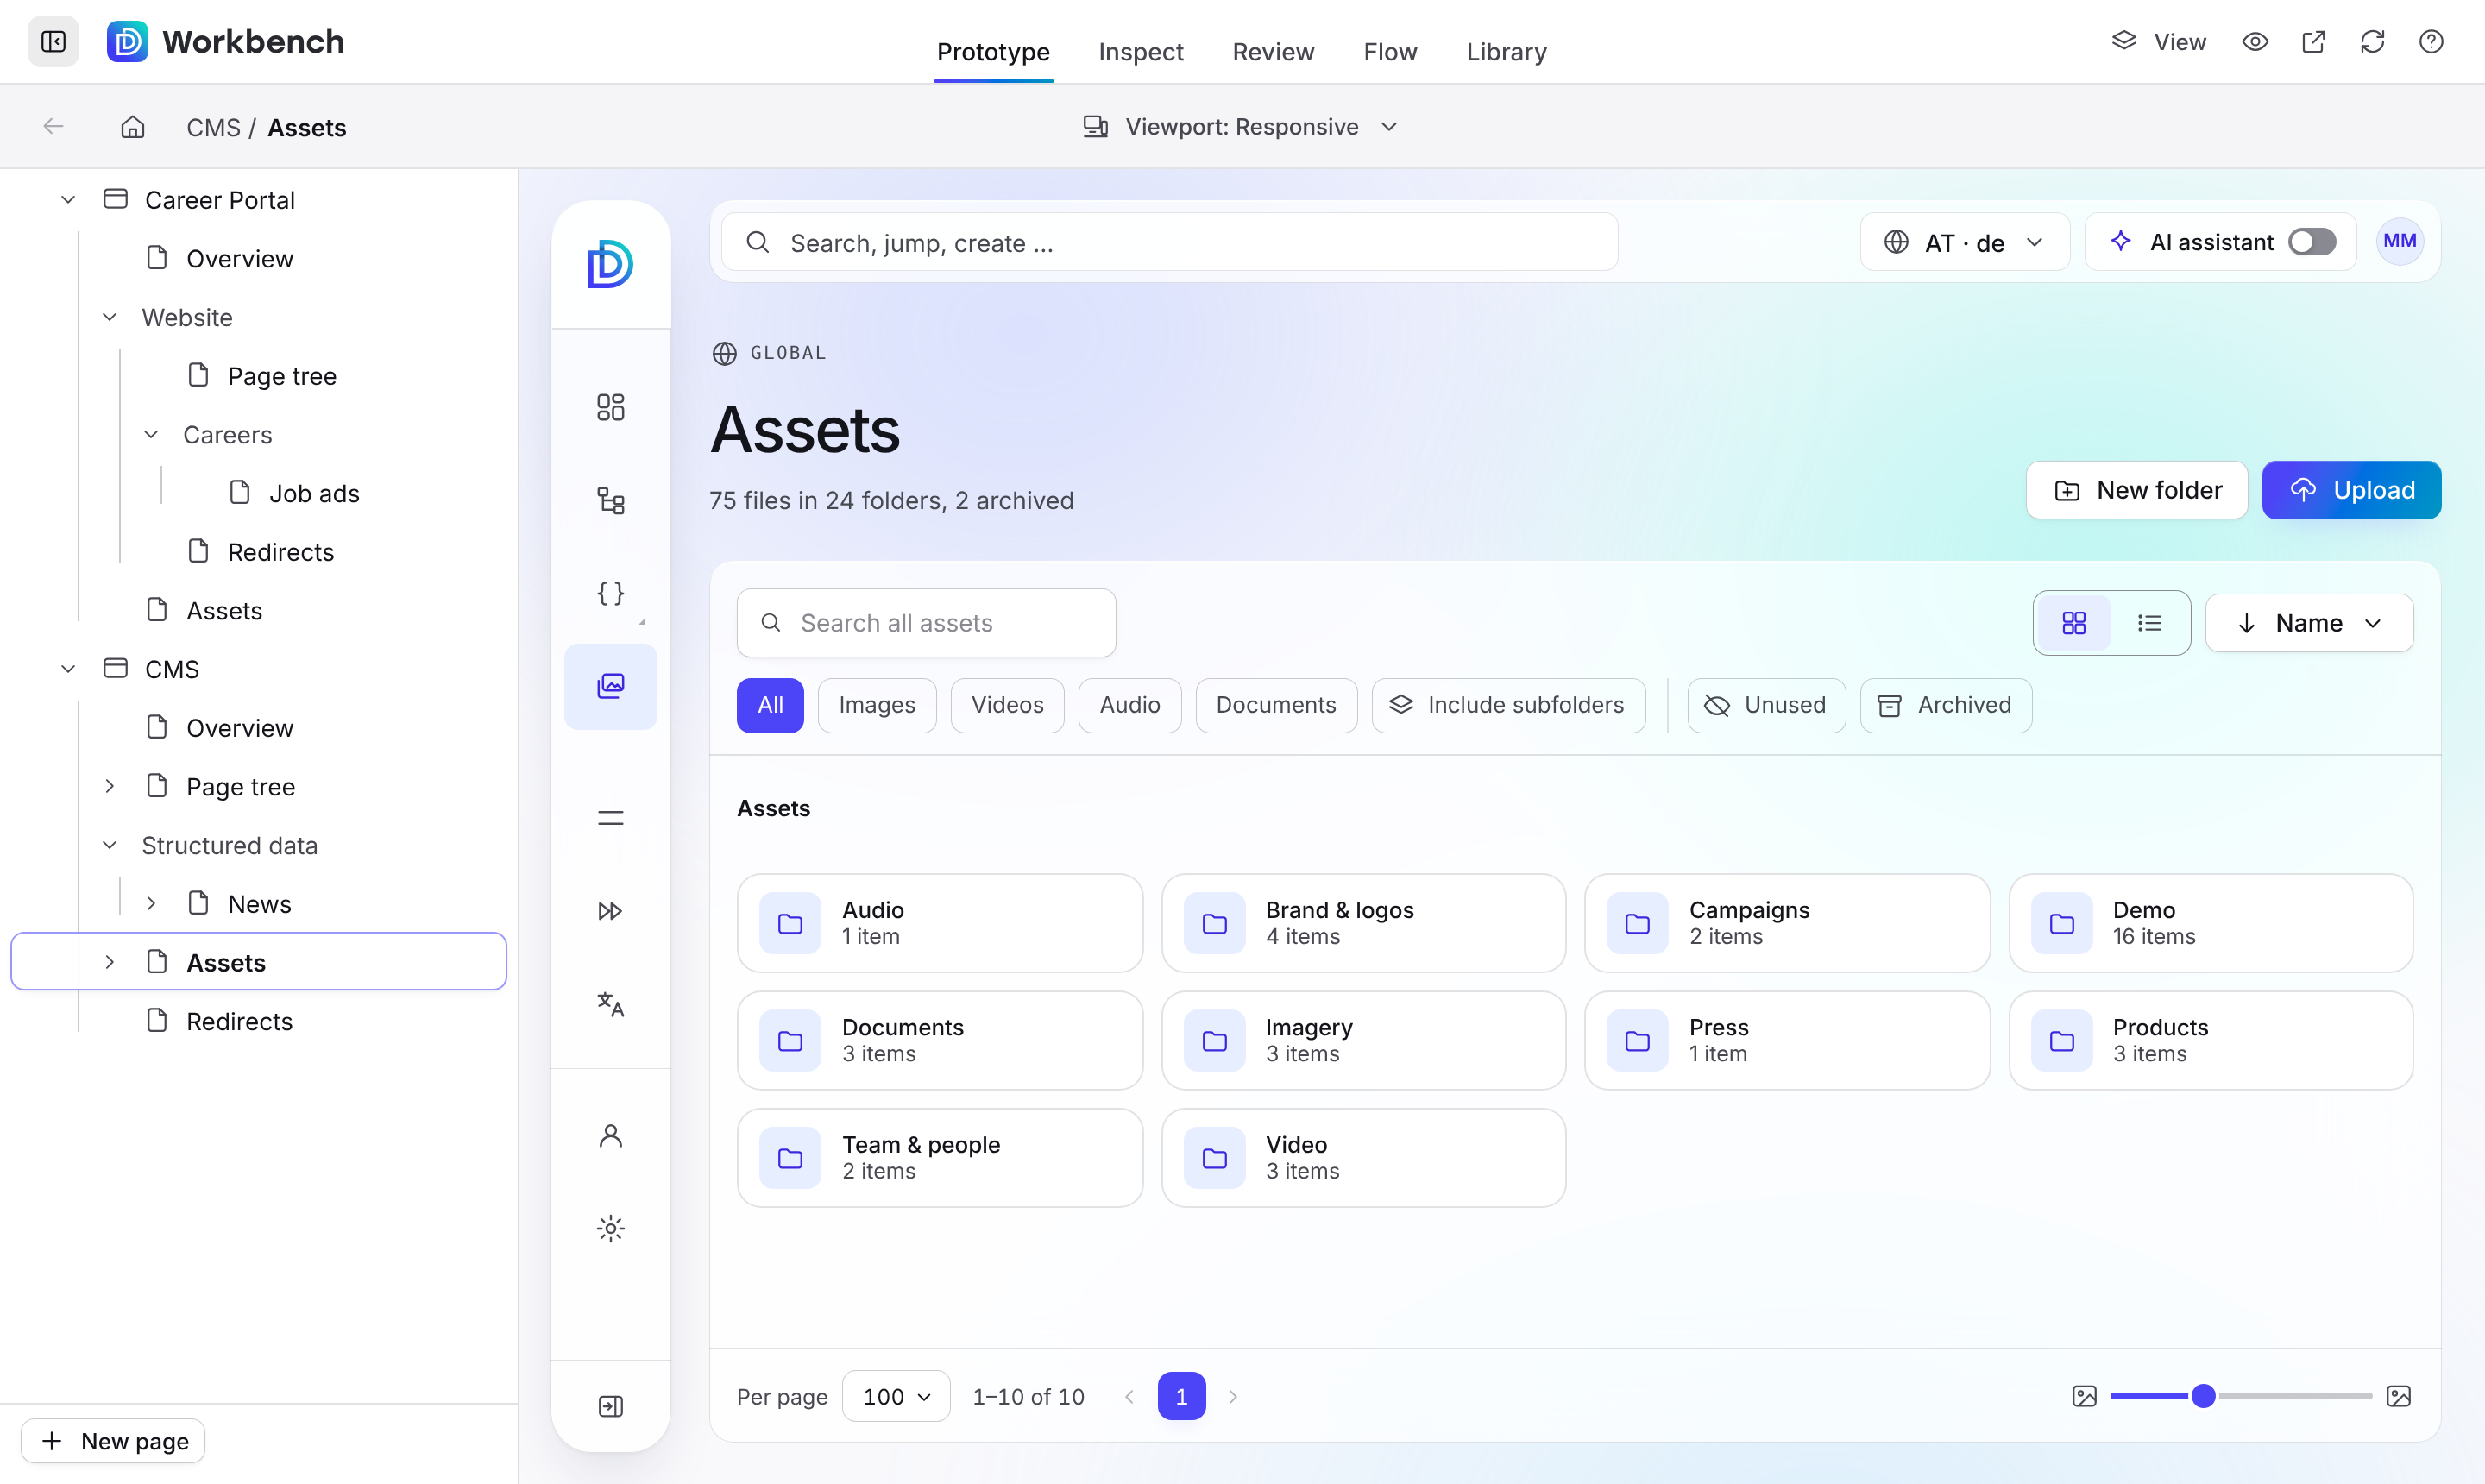 Workbench
Prototype
Inspect
Review
Flow
Library
View
CMS / Assets
Viewport: Responsive
Career Portal
Overview
Website
Page tree
Careers
Job ads
Redirects
Assets
CMS
Overview
Page tree
Structured data
News
Assets
Redirects
New page
Search, jump, create ...
AT · de
AI assistant
MM
GLOBAL
Assets
75 files in 24 folders, 2 archived
New folder
Upload
Search all assets
Name
All
Images
Videos
Audio
Documents
Include subfolders
Unused
Archived
Assets
Audio
1 item
Brand & logos
4 items
Campaigns
2 items
Demo
16 items
Documents
3 items
Imagery
3 items
Press
1 item
Products
3 items
Team & people
2 items
Video
3 items
Per page
100
1–10 of 10
1